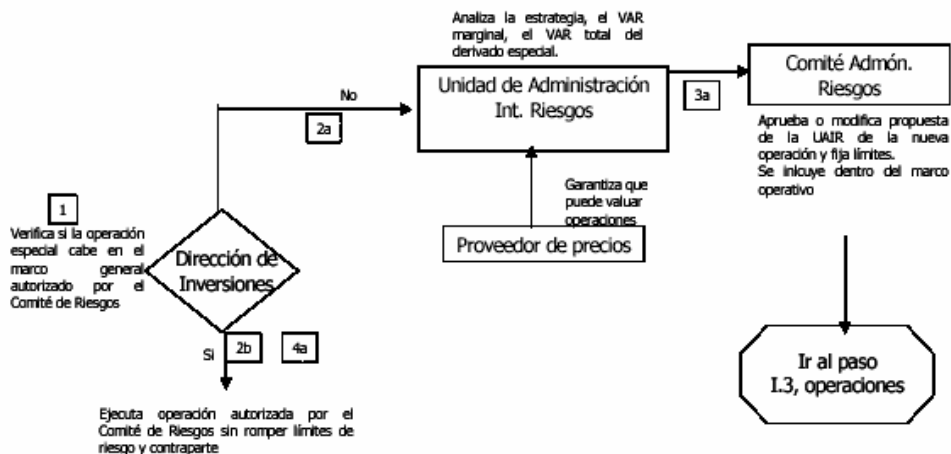 Analiza la estrategia, el VAR
marginal, el VAR total del
derivado especial.
Comité Admón.
Riesgos
Unidad de Administración
Int. Riesgos
No
2a
3a
Aprueba o modifica propuesta
de la UAIR de la nueva
operación y fija límites.
Se inlcuye dentro del marco
operativo
Garantiza que
puede valuar
operaciones
Proveedor de precios
1
Verifica si la operación
especial cabe en el
marco general
autorizado por el
Comité de Riesgos
Dirección de
Inversiones
Si
2b
4a
Ir al paso
I.3, operaciones
Ejecuta operación autorizada por el
Comité de Riesgos sin romper límites de
riesgo y contraparte